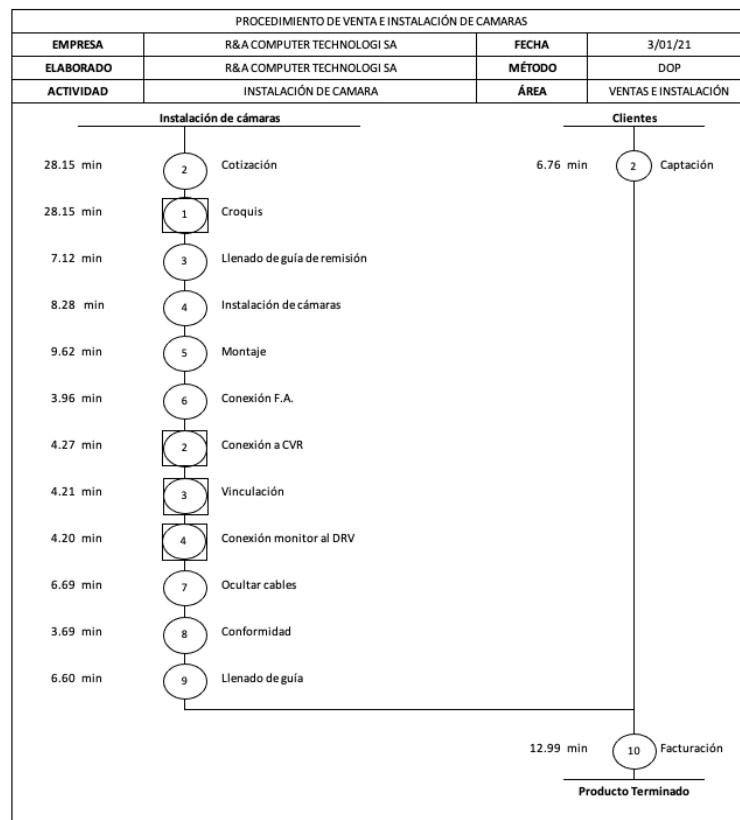 PROCEDIMIENTO DE VENTA E INSTALACIÓN DE CAMARAS
EMPRESA R&A COMPUTER TECHNOLOGI SA FECHA 3/01/21
ELABORADO R&A COMPUTER TECHNOLOGI SA MÉTODO DOP
ACTIVIDAD INSTALACIÓN DE CAMARA ÁREA VENTAS E INSTALACIÓN
Instalación de cámaras Clientes
28.15 min 2 Cotización 6.76 min 2 Captación
28.15 min 1 Croquis
7.12 min 3 Llenado de guía de remisión
8.28 min 4 Instalación de cámaras
9.62 min 5 Montaje
3.96 min 6 Conexión F.A.
4.27 min 2 Conexión a CVR
4.21 min 3 Vinculación
4.20 min 4 Conexión monitor al DRV
6.69 min 7 Ocultar cables
3.69 min 8 Conformidad
6.60 min 9 Llenado de guía
12.99 min 10 Facturación
Producto Terminado